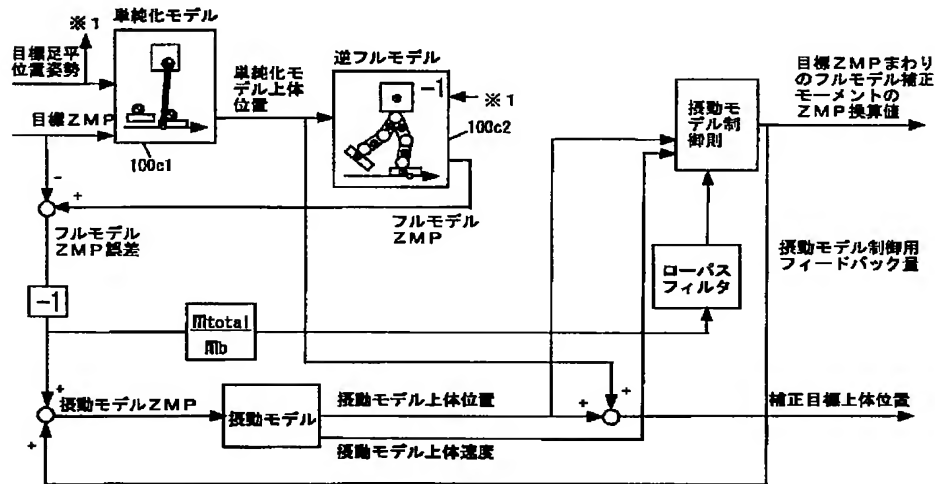 ※1
単純化モデル
目標足平
位置姿勢
目標ZMP
100c1
単純化モ
デル上体
位置
逆フルモデル
-1
※1
100c2
摂動モ
デル制
御則
目標ZMPまわり
のフルモデル補正
モーメントの
ZMP換算値
-
+
フルモデル
ZMP
フルモデル
ZMP誤差
摂動モデル制御用
フィードバック量
ローパス
フィルタ
-1
Mtotal
Mb
+
摂動モデルZMP
+
摂動モデル
摂動モデル上体位置
+
+
補正目標上体位置
摂動モデル上体速度